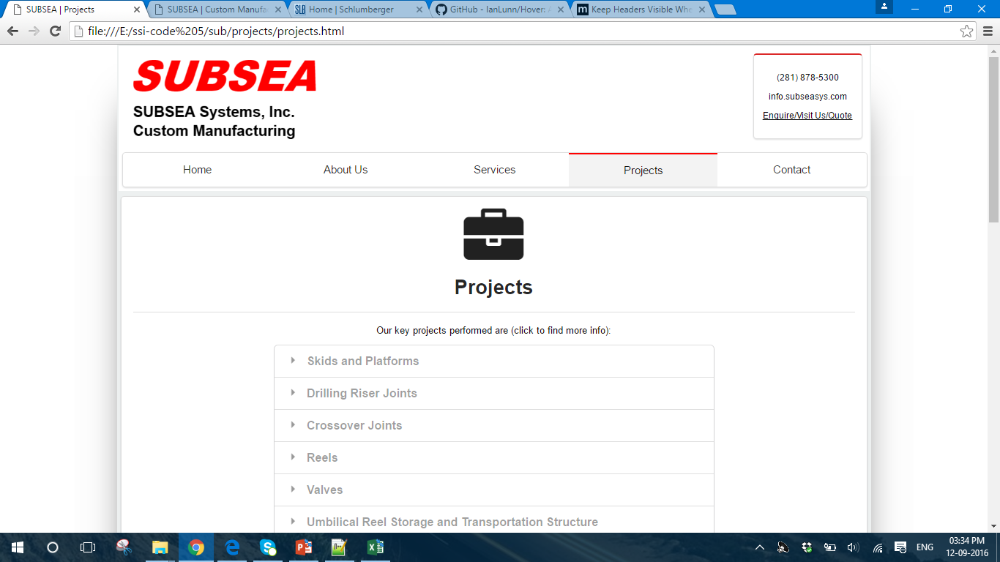 SUBSEA | Projects
SUBSEA | Custom Manufa
SLB Home | Schlumberger
GitHub - IanLunn/Hover: A
m Keep Headers Visible Whe
file:///E:/ssi-code%205/sub/projects/projects.html
SUBSEA
SUBSEA Systems, Inc.
Custom Manufacturing
(281) 878-5300
info.subseasys.com
Enquire/Visit Us/Quote
Home
About Us
Services
Projects
Contact
Projects
Our key projects performed are (click to find more info):
Skids and Platforms
Drilling Riser Joints
Crossover Joints
Reels
Valves
Umbilical Reel Storage and Transportation Structure
ENG
03:34 PM
12-09-2016